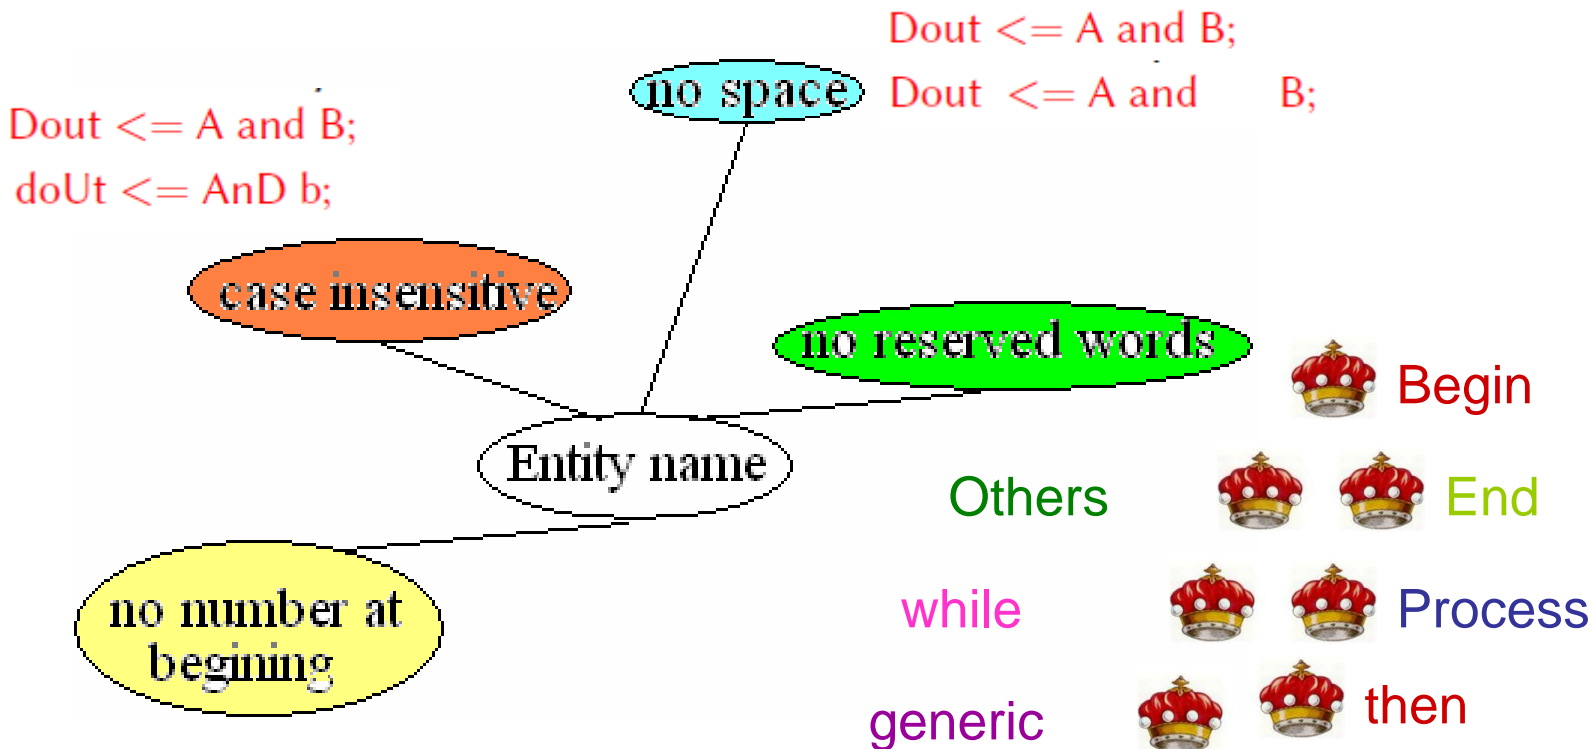 Dout <= A and B;
no space
Dout <= A and B;
Dout <= A and B;
doUt <= AnD b;
case insensitive
no reserved words
Begin
Entity name
Others
End
no number at
begining
while
Process
generic
then